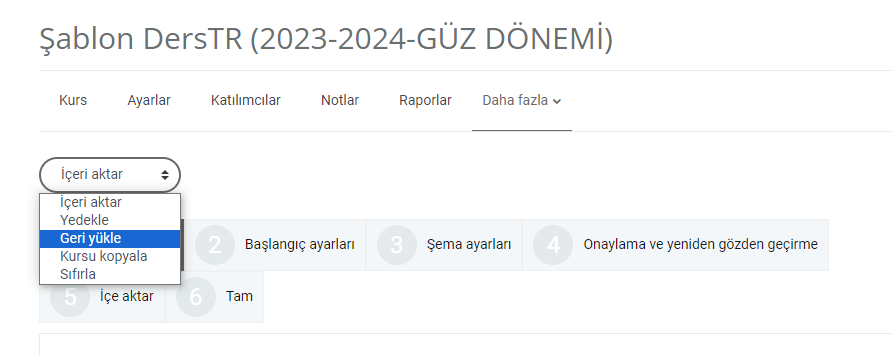 Şablon DersTR (2023-2024-GÜZ DÖNEMİ)
Kurs Ayarlar Katılımcılar Notlar Raporlar Daha fazla
İçeri aktar
İçeri aktar
Yedekle
Geri yükle
Kursu kopyala
Sıfırla
2 Başlangıç ayarları 3 Şema ayarları 4 Onaylama ve yeniden gözden geçirme
5 İçe aktar 6 Tam